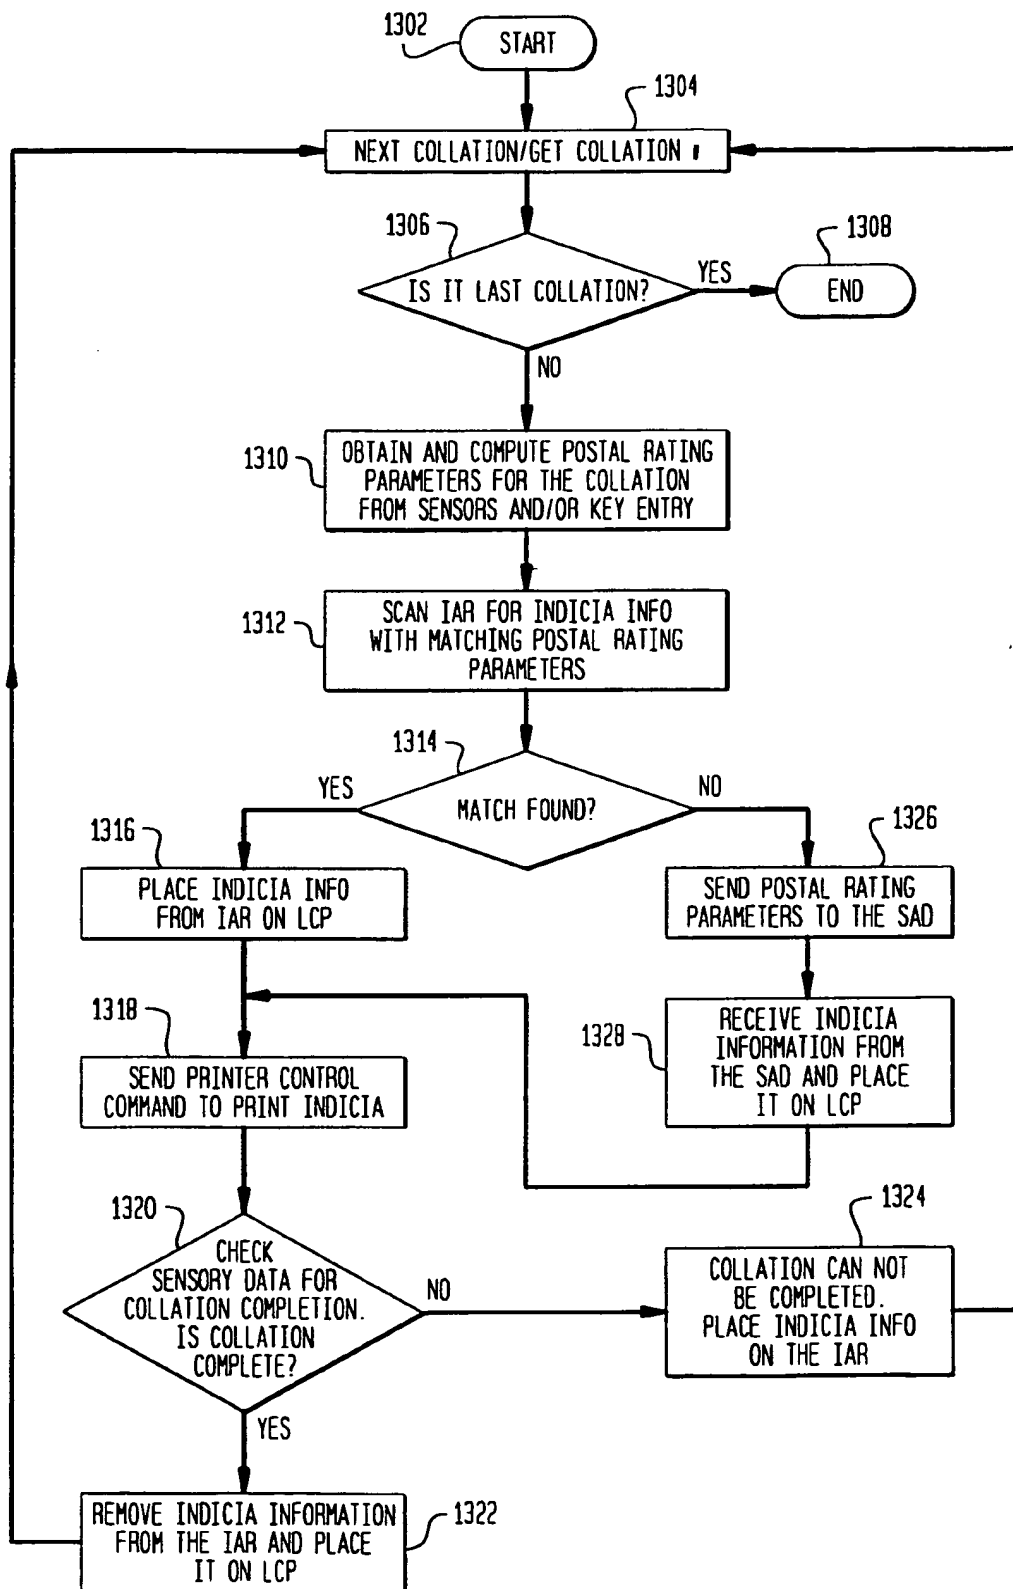 1302
START
1304
NEXT COLLATION/GET COLLATION
1306
1308
IS IT LAST COLLATION?
YES
END
NO
1310
OBTAIN AND COMPUTE POSTAL RATING
PARAMETERS FOR THE COLLATION
FROM SENSORS AND/OR KEY ENTRY
1312
SCAN IAR FOR INDICIA INFO
WITH MATCHING POSTAL RATING
PARAMETERS
1314
YES
NO
MATCH FOUND?
1316
1326
PLACE INDICIA INFO
FROM IAR ON LCP
SEND POSTAL RATING
PARAMETERS TO THE SAD
1318
SEND PRINTER CONTROL
COMMAND TO PRINT INDICIA
1328
RECEIVE INDICIA
INFORMATION FROM
THE SAD AND PLACE
IT ON LCP
1320
1324
CHECK
SENSORY DATA FOR
COLLATION COMPLETION.
IS COLLATION
COMPLETE?
NO
COLLATION CAN NOT
BE COMPLETED.
PLACE INDICIA INFO
ON THE IAR
YES
REMOVE INDICIA INFORMATION
FROM THE IAR AND PLACE
IT ON LCP
1322